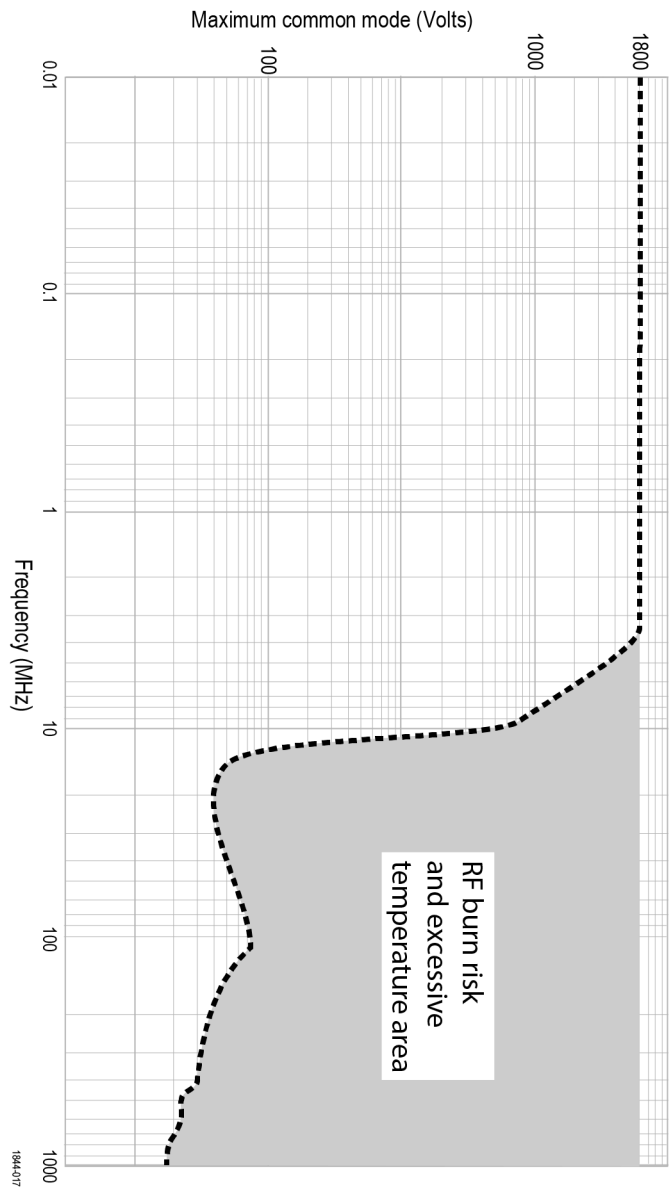 Maximum common mode (Volts)
1800
1000
100
RF burn risk
and excessive
temperature area
0.01
0.1
1
10
100
1000
Frequency (MHz)
1844-017